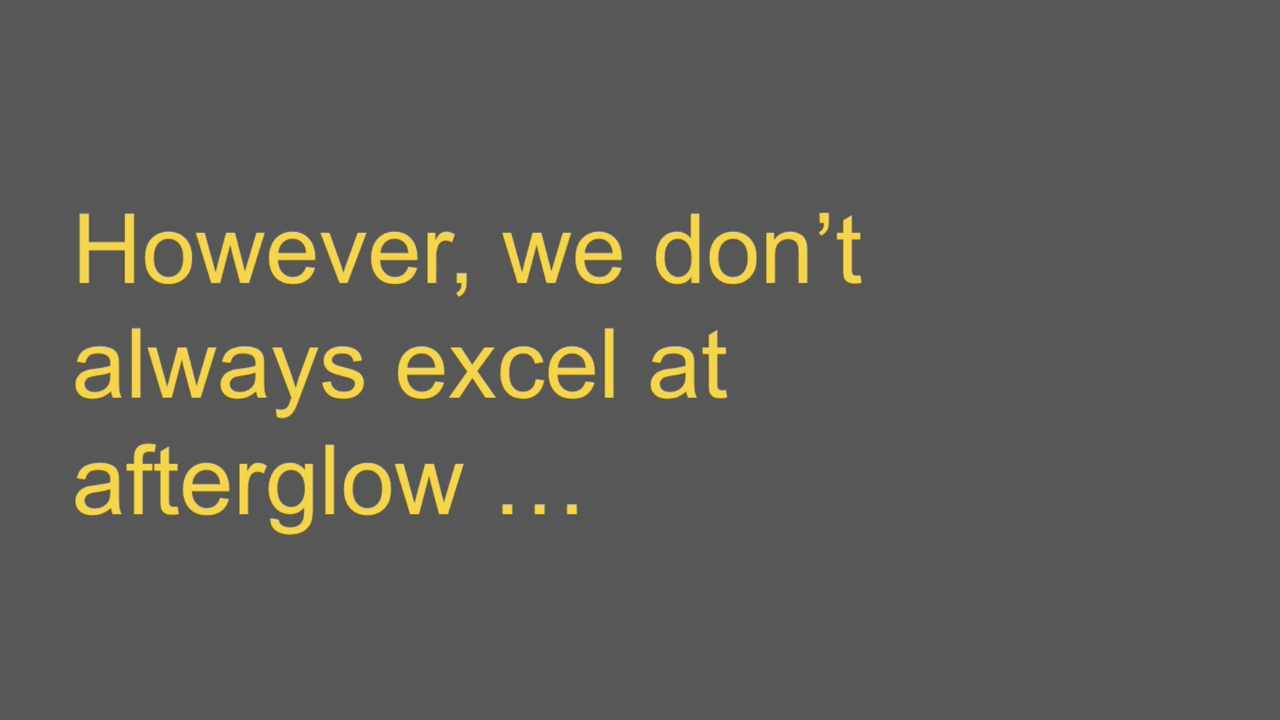 However, we don’t
always excel at
afterglow …